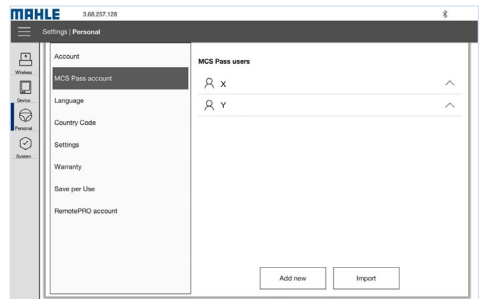 MAHLE 3.68.257.128
Settings | Personal
Wireless
Device
Personal
System
Account
MCS Pass account
Language
Country Code
Settings
Warranty
Save per Use
RemotePRO account
MCS Pass users
X
Y
Add new Import